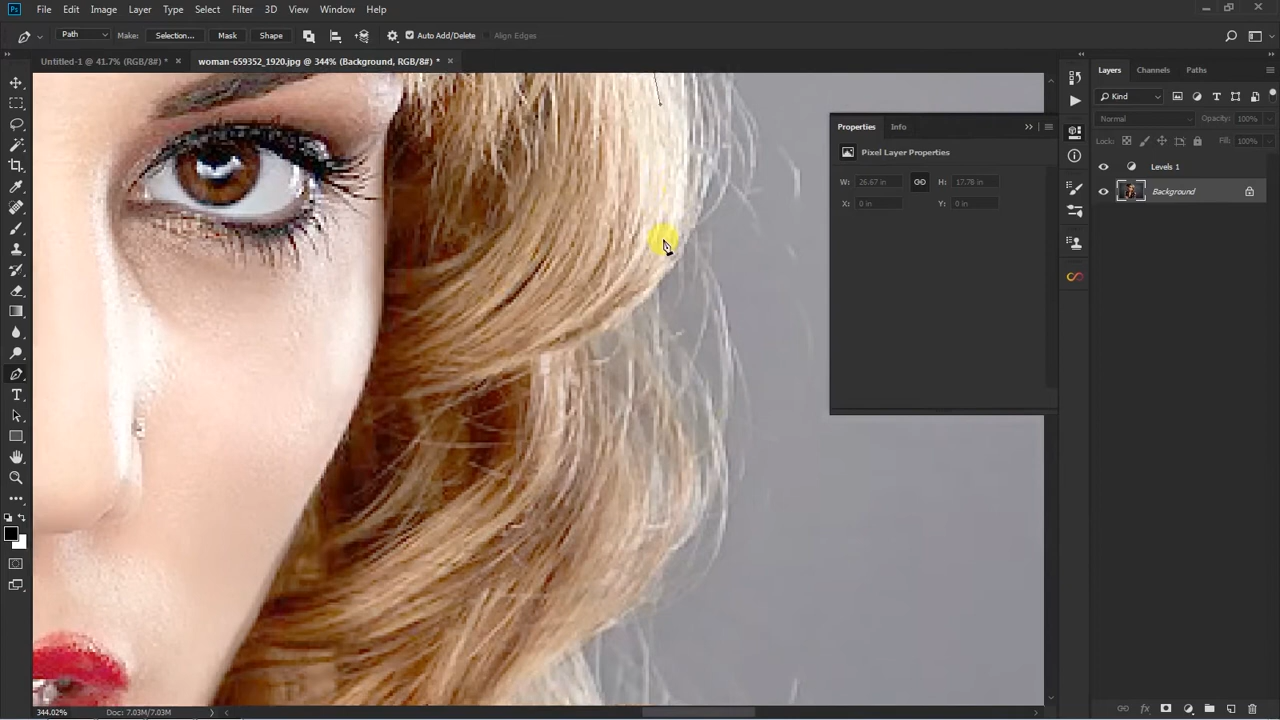 Ps File Edit Image Layer Type Select Filter 3D View Window Help
Path Make: Selection... Mask Shape Auto Add/Delete Align Edges
Untitled-1 @ 41.7% (RGB/8#) * × woman-659352_1920.jpg @ 344% (Background, RGB/8#) * ×
Layers Channels Paths
Kind
Normal Opacity: 100%
Lock: Fill: 100%
Properties Info
Pixel Layer Properties
W: 26.67 in H: 17.78 in
X: 0 in Y: 0 in
Levels 1
Background
344.02% Doc: 7.03M/7.03M